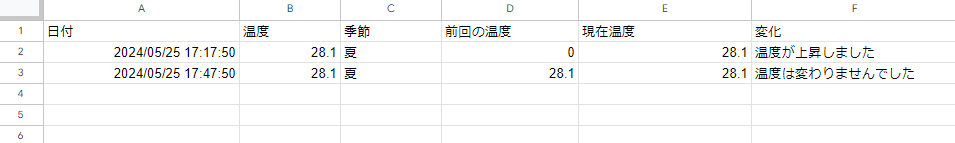 A B C D E F
1 日付 温度 季節 前回の温度 現在温度 変化
2 2024/05/25 17:17:50 28.1 夏 0 28.1 温度が上昇しました
3 2024/05/25 17:47:50 28.1 夏 28.1 28.1 温度は変わりませんでした
4
5
6